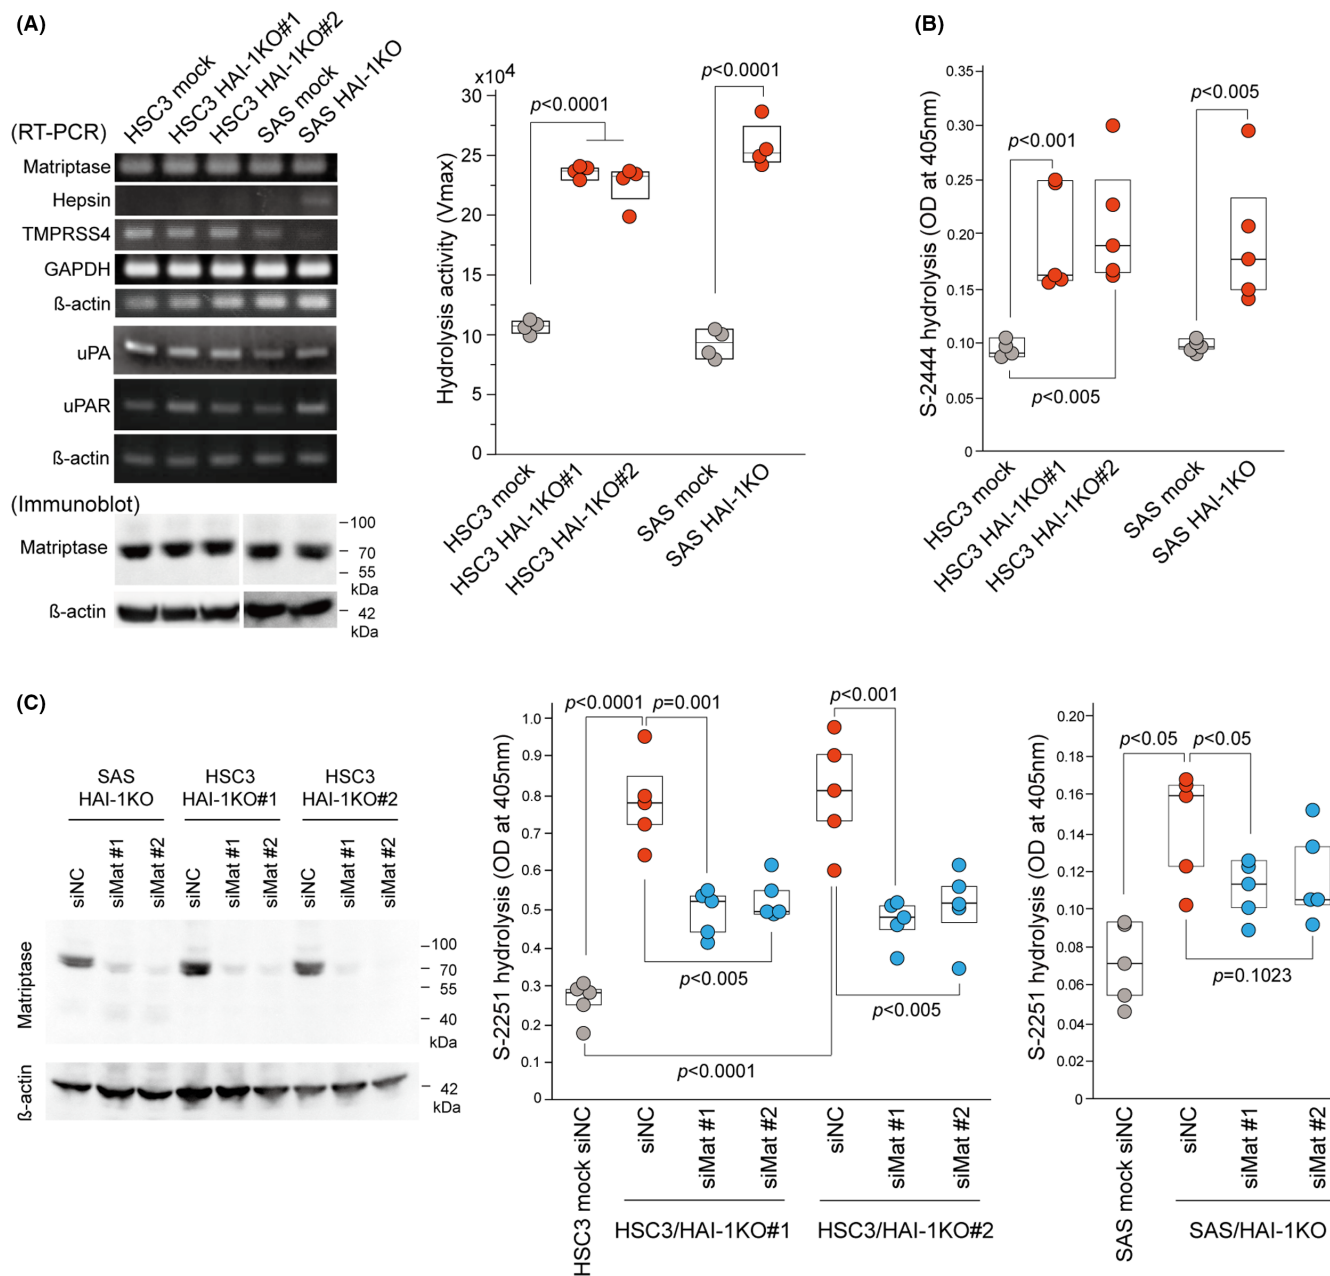 (A)
HSC3 mock
HSC3 HAI-1KO#1
HSC3 HAI-1KO#2
SAS mock
SAS HAI-1KO
(RT-PCR)
Matriptase
Hepsin
TMPRSS4
GAPDH
ß-actin
uPA
uPAR
ß-actin
(Immunoblot)
Matriptase
100
70
55
kDa
ß-actin
42
kDa
x10⁴
Hydrolysis activity (Vmax)
30
25
20
15
10
5
0
p<0.0001
p<0.0001
HSC3 mock
HSC3 HAI-1KO#1
HSC3 HAI-1KO#2
SAS mock
SAS HAI-1KO
(B)
S-2444 hydrolysis (OD at 405nm)
0.35
0.30
0.25
0.20
0.15
0.10
0.05
0
p<0.001
p<0.005
p<0.005
HSC3 mock
HSC3 HAI-1KO#1
HSC3 HAI-1KO#2
SAS mock
SAS HAI-1KO
(C)
SAS
HAI-1KO
HSC3
HAI-1KO#1
HSC3
HAI-1KO#2
siNC
siMat #1
siMat #2
siNC
siMat #1
siMat #2
siNC
siMat #1
siMat #2
Matriptase
100
70
55
40
kDa
ß-actin
42
kDa
S-2251 hydrolysis (OD at 405nm)
1.0
0.9
0.8
0.7
0.6
0.5
0.4
0.3
0.2
0.1
0
p<0.0001
p=0.001
p<0.001
p<0.005
p<0.005
p<0.0001
HSC3 mock siNC
siNC
siMat #1
siMat #2
siNC
siMat #1
siMat #2
HSC3/HAI-1KO#1
HSC3/HAI-1KO#2
S-2251 hydrolysis (OD at 405nm)
0.20
0.18
0.16
0.14
0.12
0.10
0.08
0.06
0.04
0.02
0
p<0.05
p<0.05
p=0.1023
SAS mock siNC
siNC
siMat #1
siMat #2
SAS/HAI-1KO